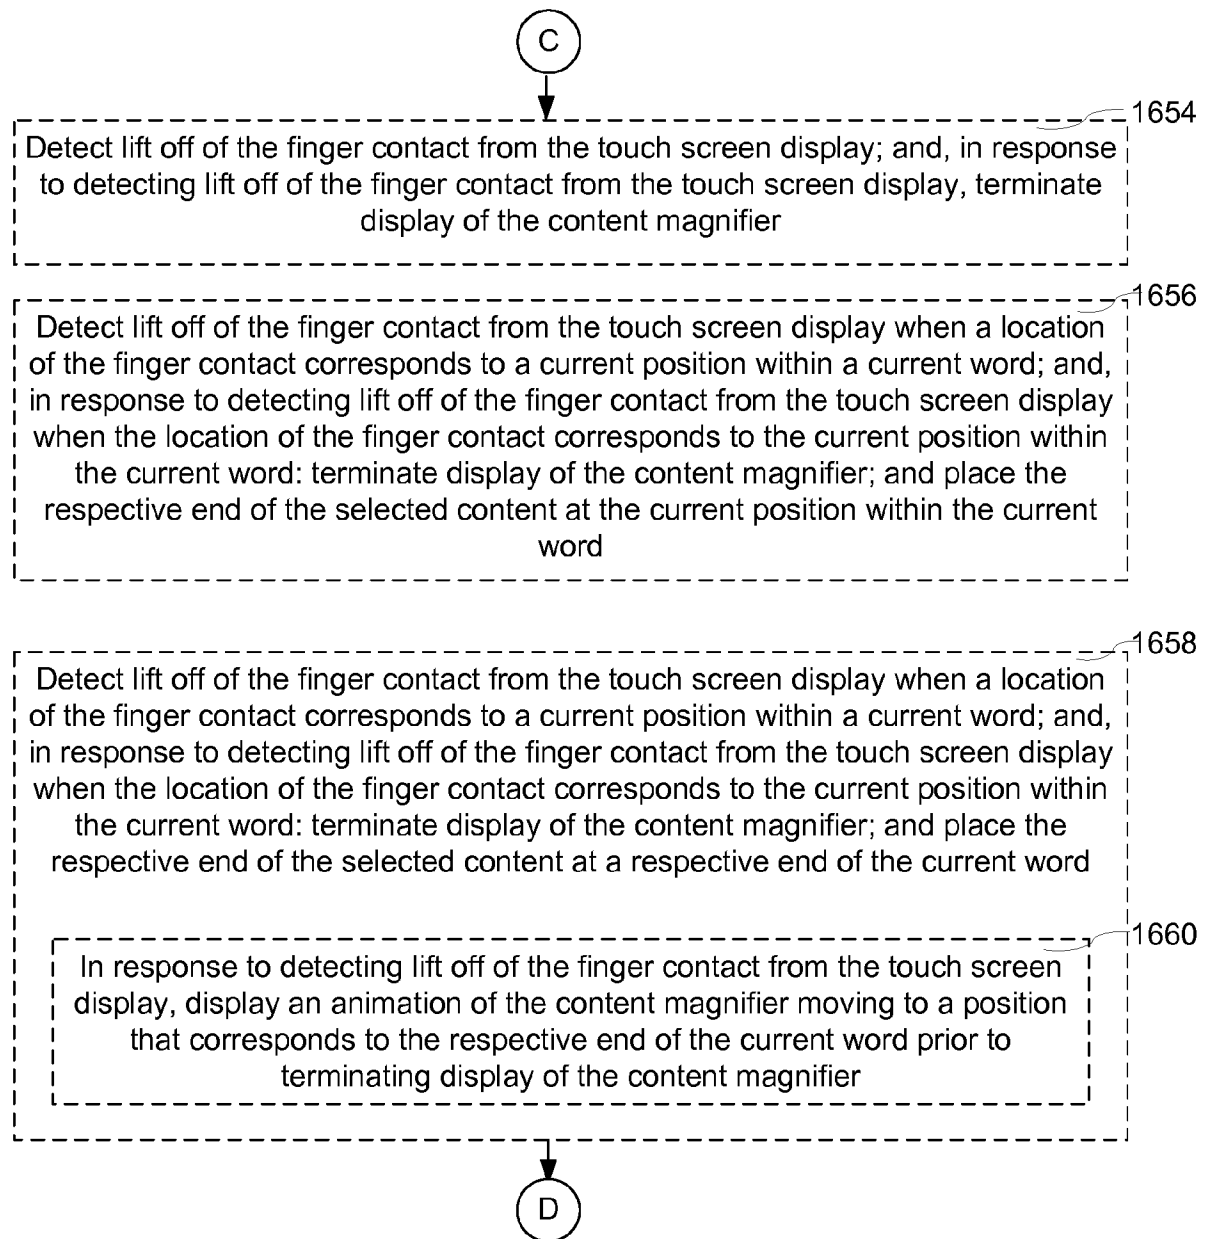 C
1654
Detect lift off of the finger contact from the touch screen display; and, in response
to detecting lift off of the finger contact from the touch screen display, terminate
display of the content magnifier
1656
Detect lift off of the finger contact from the touch screen display when a location
of the finger contact corresponds to a current position within a current word; and,
in response to detecting lift off of the finger contact from the touch screen display
when the location of the finger contact corresponds to the current position within
the current word: terminate display of the content magnifier; and place the
respective end of the selected content at the current position within the current
word
1658
Detect lift off of the finger contact from the touch screen display when a location
of the finger contact corresponds to a current position within a current word; and,
in response to detecting lift off of the finger contact from the touch screen display
when the location of the finger contact corresponds to the current position within
the current word: terminate display of the content magnifier; and place the
respective end of the selected content at a respective end of the current word
1660
In response to detecting lift off of the finger contact from the touch screen
display, display an animation of the content magnifier moving to a position
that corresponds to the respective end of the current word prior to
terminating display of the content magnifier
D